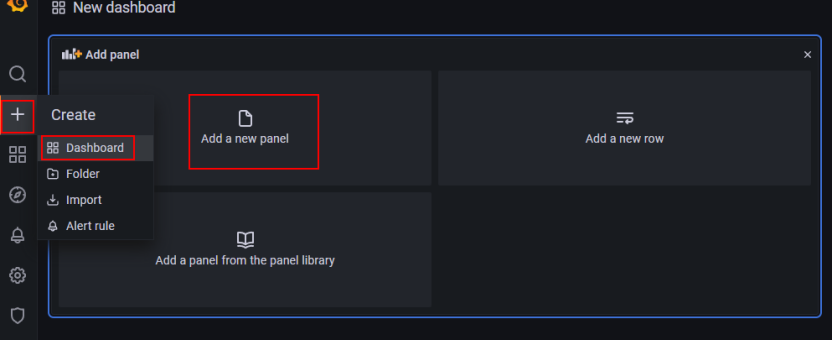 New dashboard
Add panel
Create
Dashboard
Folder
Import
Alert rule
Add a new panel
Add a new row
Add a panel from the panel library